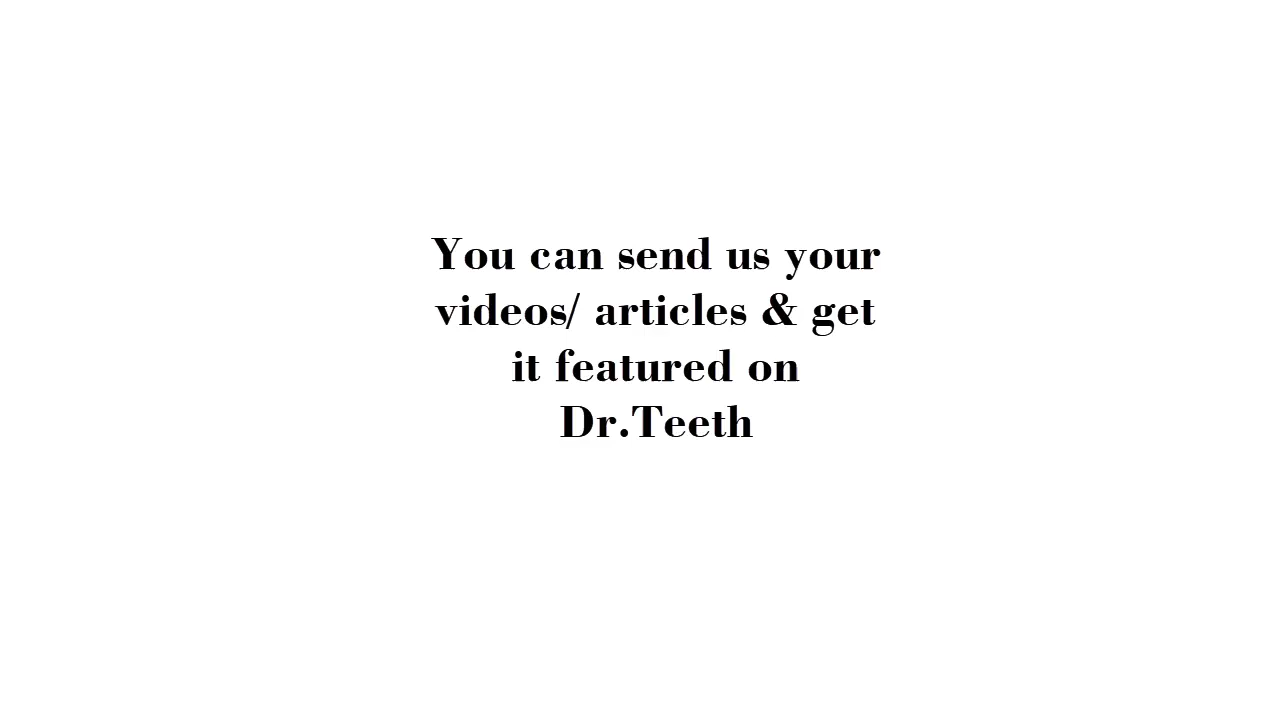 You can send us your
videos/ articles & get
it featured on
Dr.Teeth